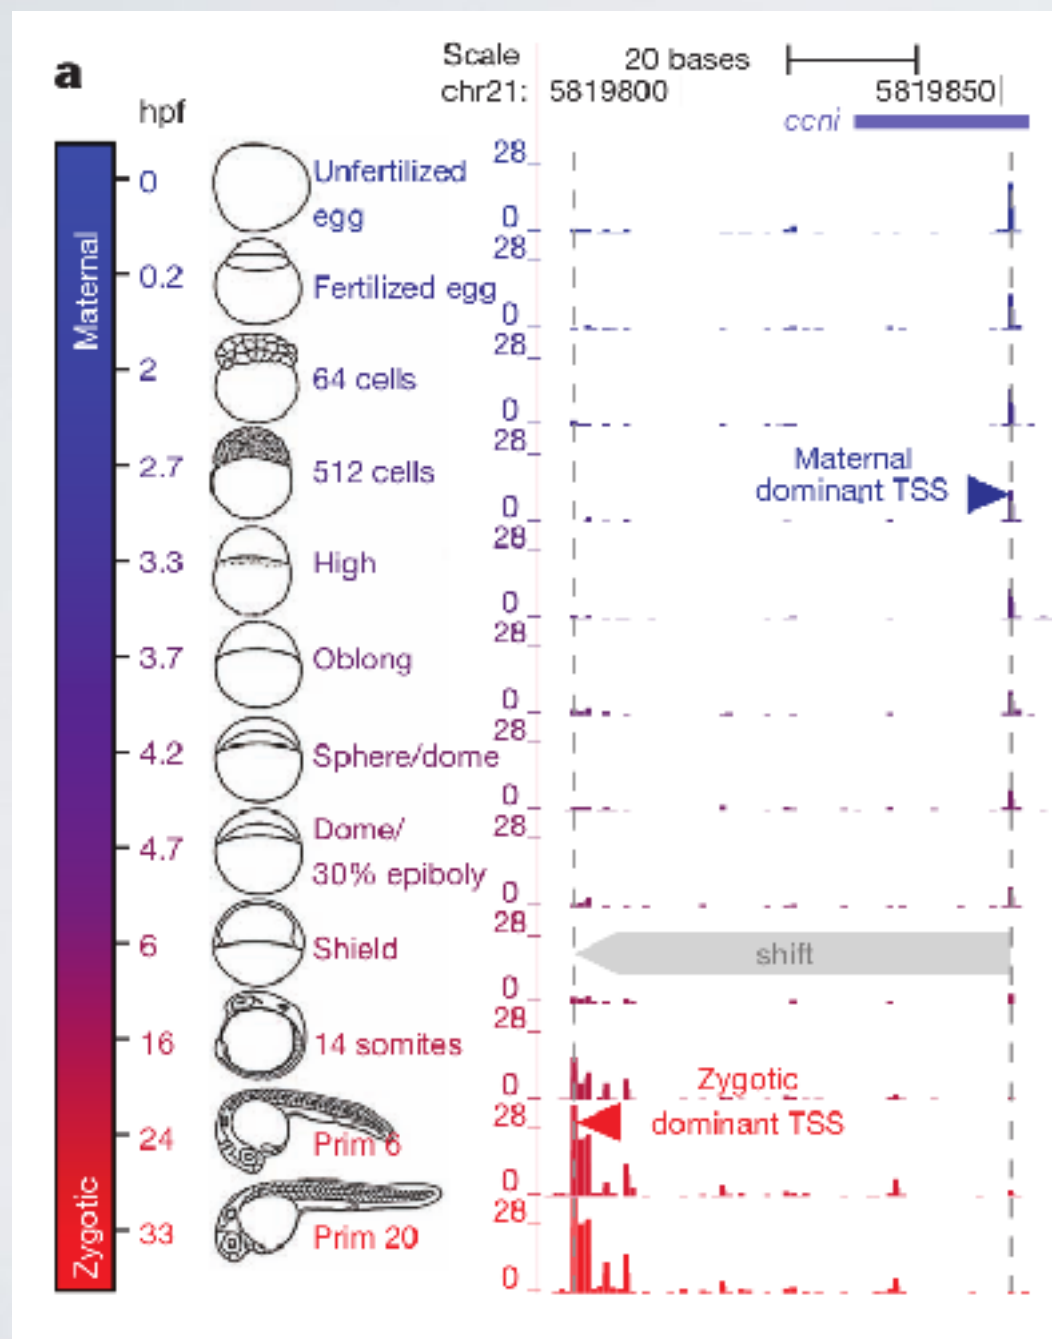 a
Scale
20 bases
hpf
chr21:
5819800
5819850
ccni
Maternal
Zygotic
0
Unfertilized
egg
28
0
0.2
Fertilized egg
28
0
2
64 cells
28
0
2.7
512 cells
28
0
Maternal
dominant TSS
3.3
High
28
0
3.7
Oblong
28
0
4.2
Sphere/dome
28
0
4.7
Dome/
30% epiboly
28
0
6
Shield
28
0
shift
16
14 somites
28
0
Zygotic
dominant TSS
24
Prim 6
28
0
33
Prim 20
28
0